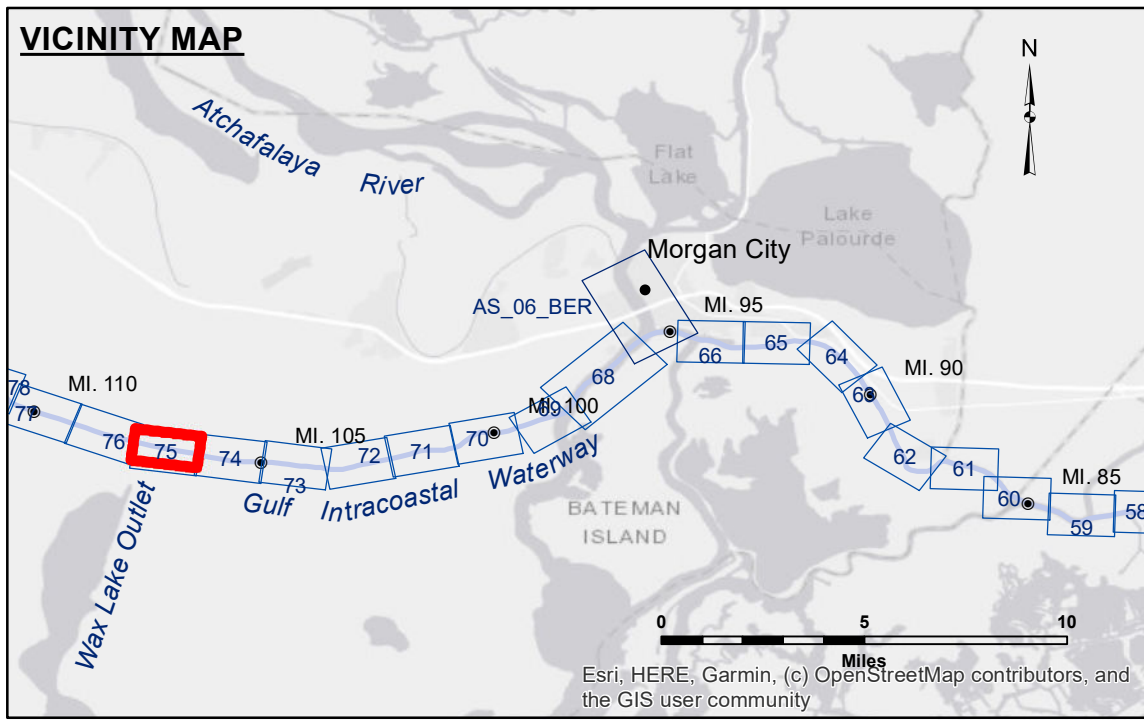 VICINITY MAP
N
Atchafalaya
River
Flat
Lake
Lake
Palourde
Morgan City
AS_06_BER
MI. 95
66
65
64
MI. 90
63
62
61
MI. 85
60
59
58
68
69
MI. 100
70
71
72
MI. 105
73
74
75
76
MI. 110
77
78
Gulf
Intracoastal
Waterway
Wax Lake Outlet
BATEMAN
ISLAND
0
5
10
Miles
Esri, HERE, Garmin, (c) OpenStreetMap contributors, and
the GIS user community